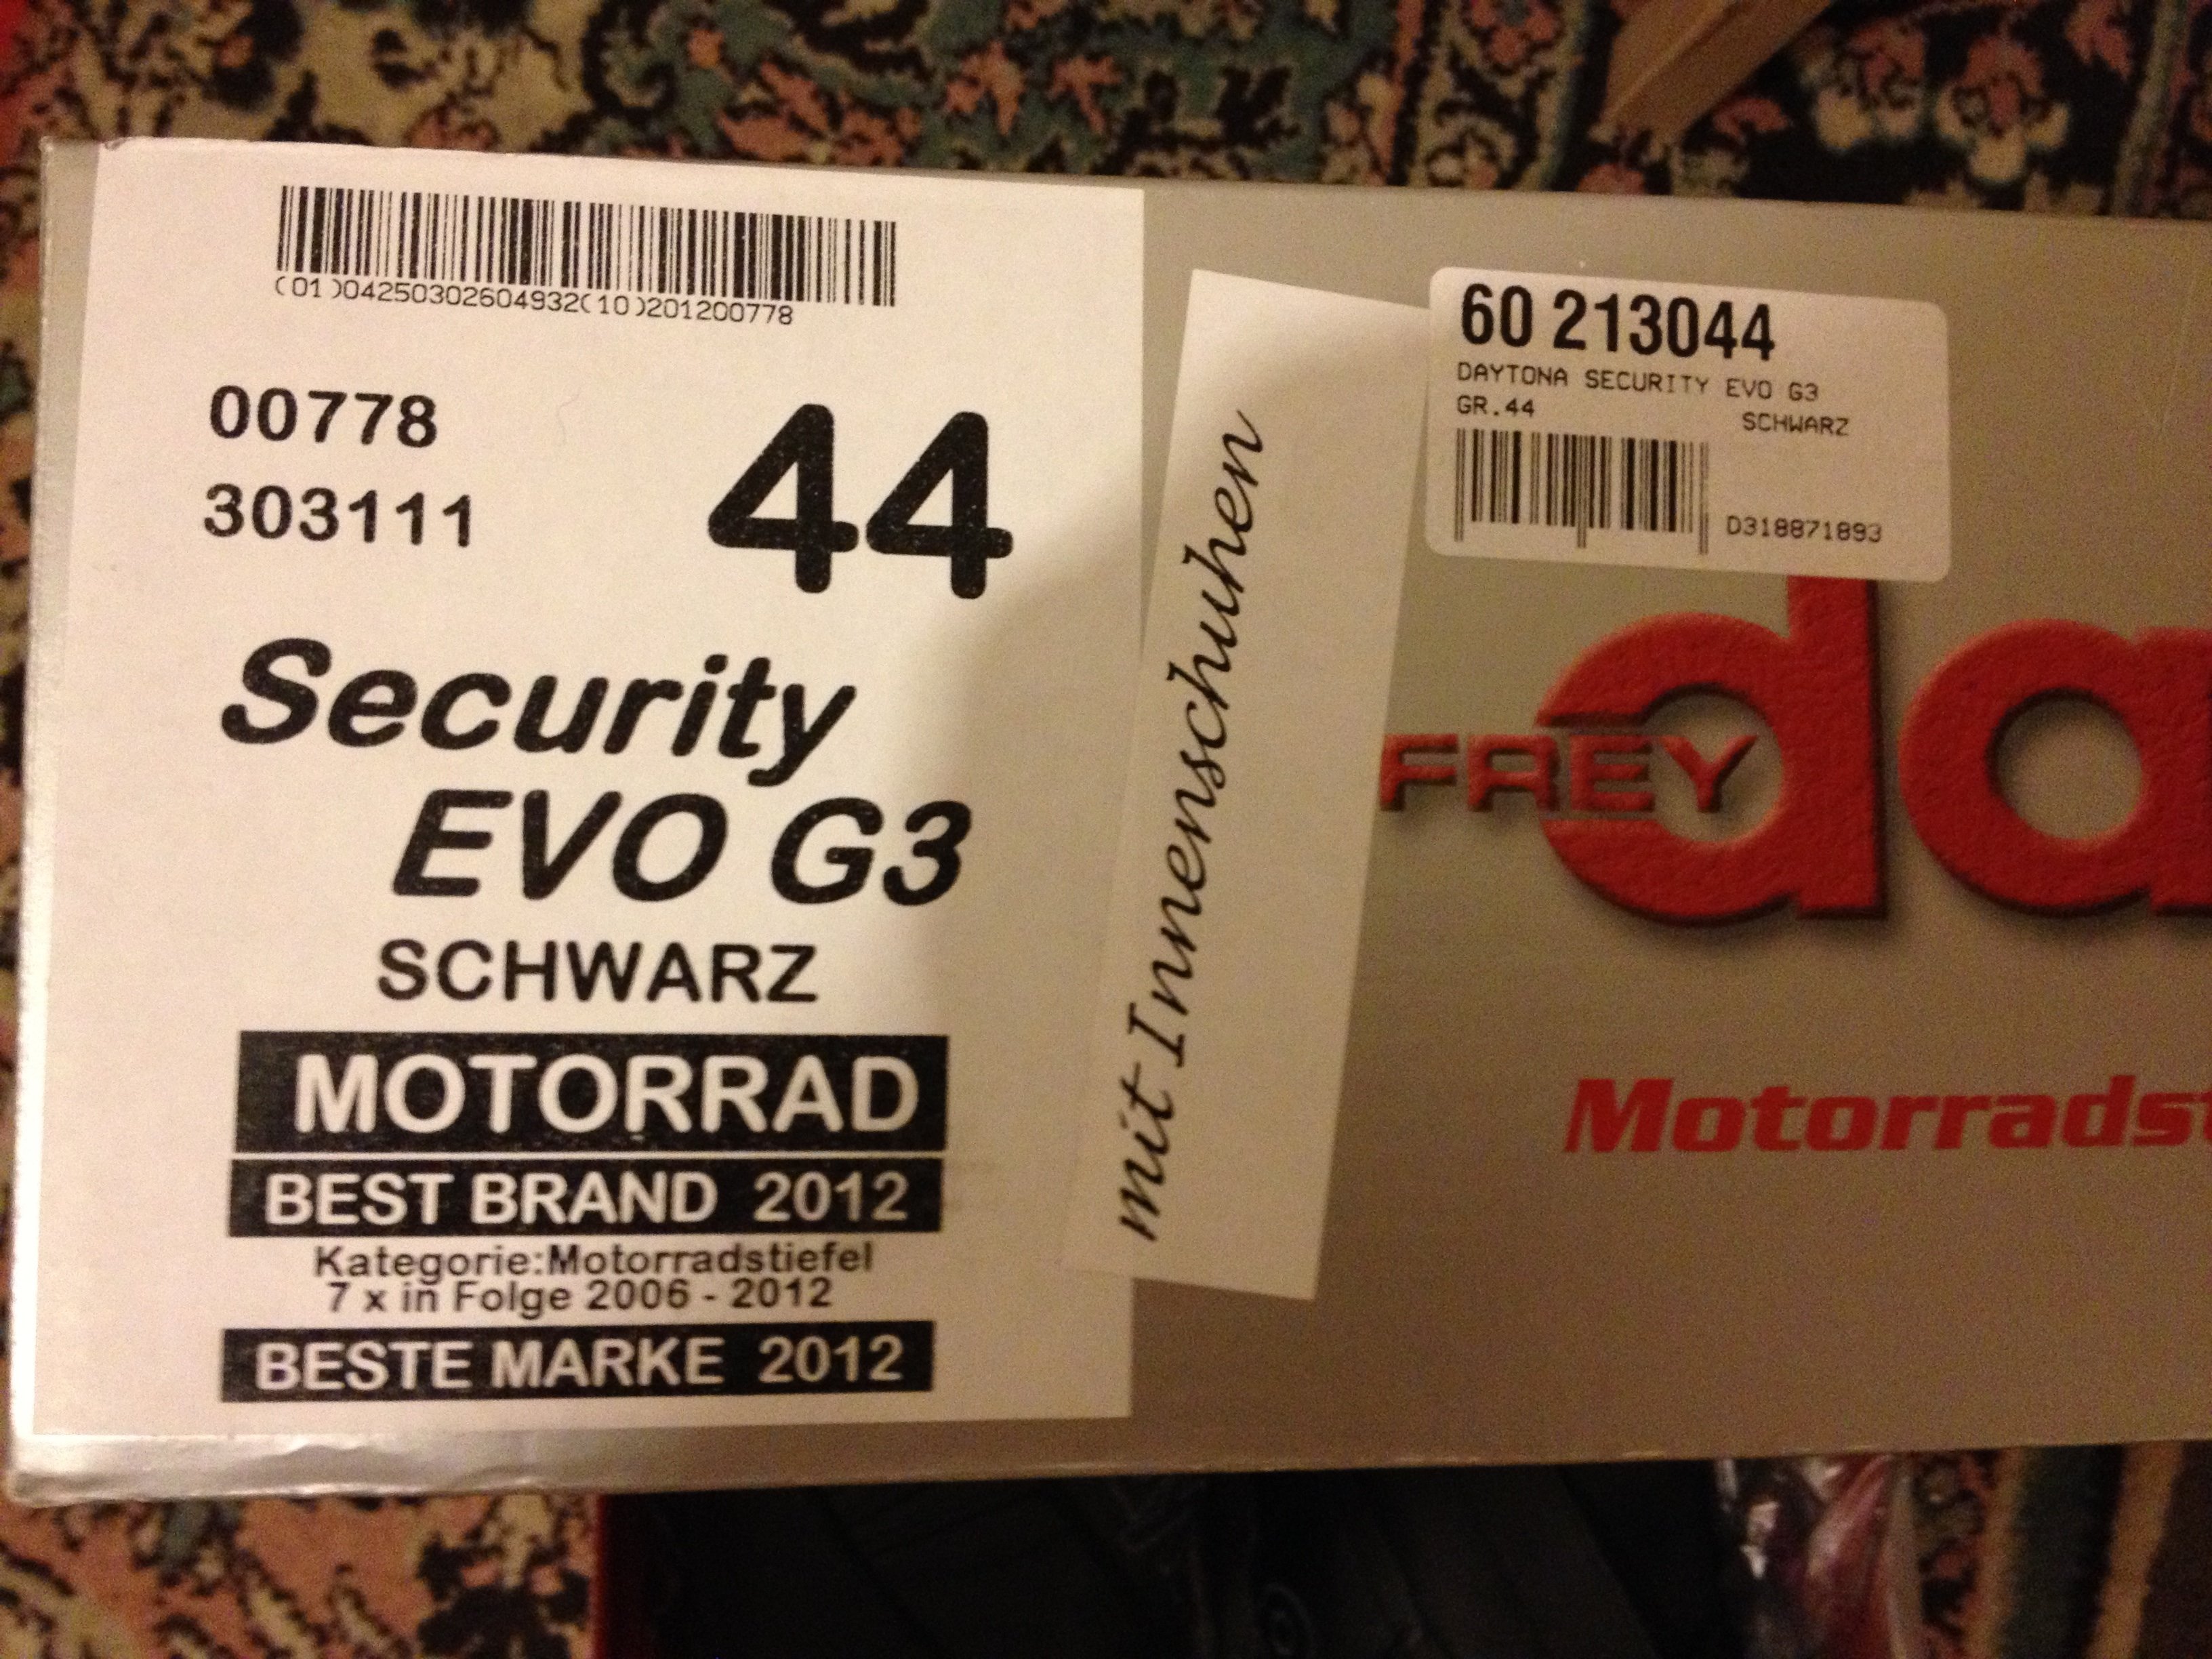 (01)04250302604932(10)201200778
00778
303111
44
Security
EVO G3
SCHWARZ
MOTORRAD
BEST BRAND 2012
Kategorie:Motorradstiefel
7 x in Folge 2006 - 2012
BESTE MARKE 2012
mit Innenschuhen
60 213044
DAYTONA SECURITY EVO G3
GR.44 SCHWARZ
D318871893
FREY
da
Motorradst